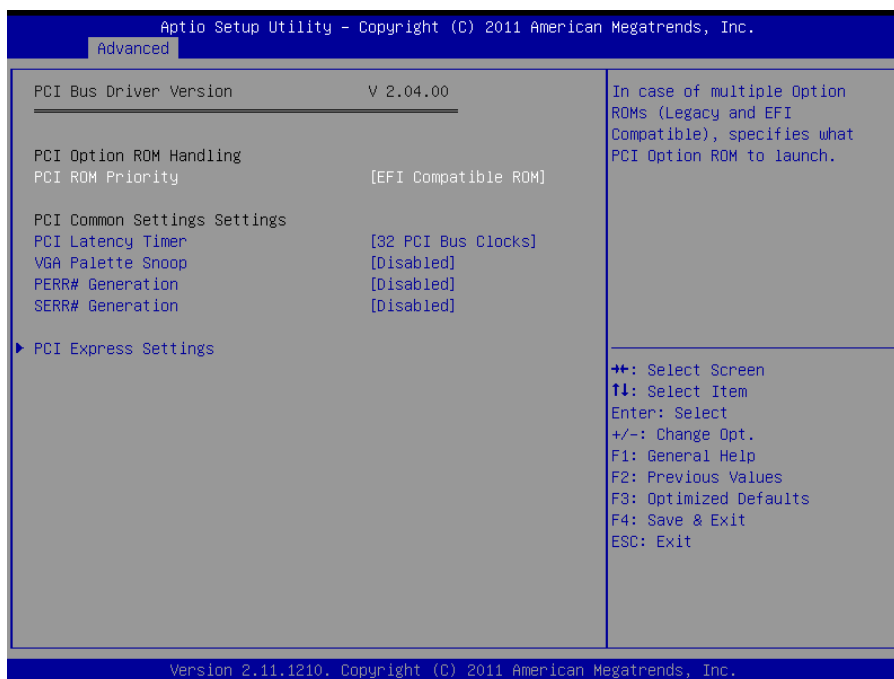 Aptio Setup Utility – Copyright (C) 2011 American Megatrends, Inc.
Advanced
PCI Bus Driver Version V 2.04.00
PCI Option ROM Handling
PCI ROM Priority [EFI Compatible ROM]
PCI Common Settings Settings
PCI Latency Timer [32 PCI Bus Clocks]
VGA Palette Snoop [Disabled]
PERR# Generation [Disabled]
SERR# Generation [Disabled]
▶ PCI Express Settings
In case of multiple Option
ROMs (Legacy and EFI
Compatible), specifies what
PCI Option ROM to launch.
→←: Select Screen
↑↓: Select Item
Enter: Select
+/-: Change Opt.
F1: General Help
F2: Previous Values
F3: Optimized Defaults
F4: Save & Exit
ESC: Exit
Version 2.11.1210. Copyright (C) 2011 American Megatrends, Inc.